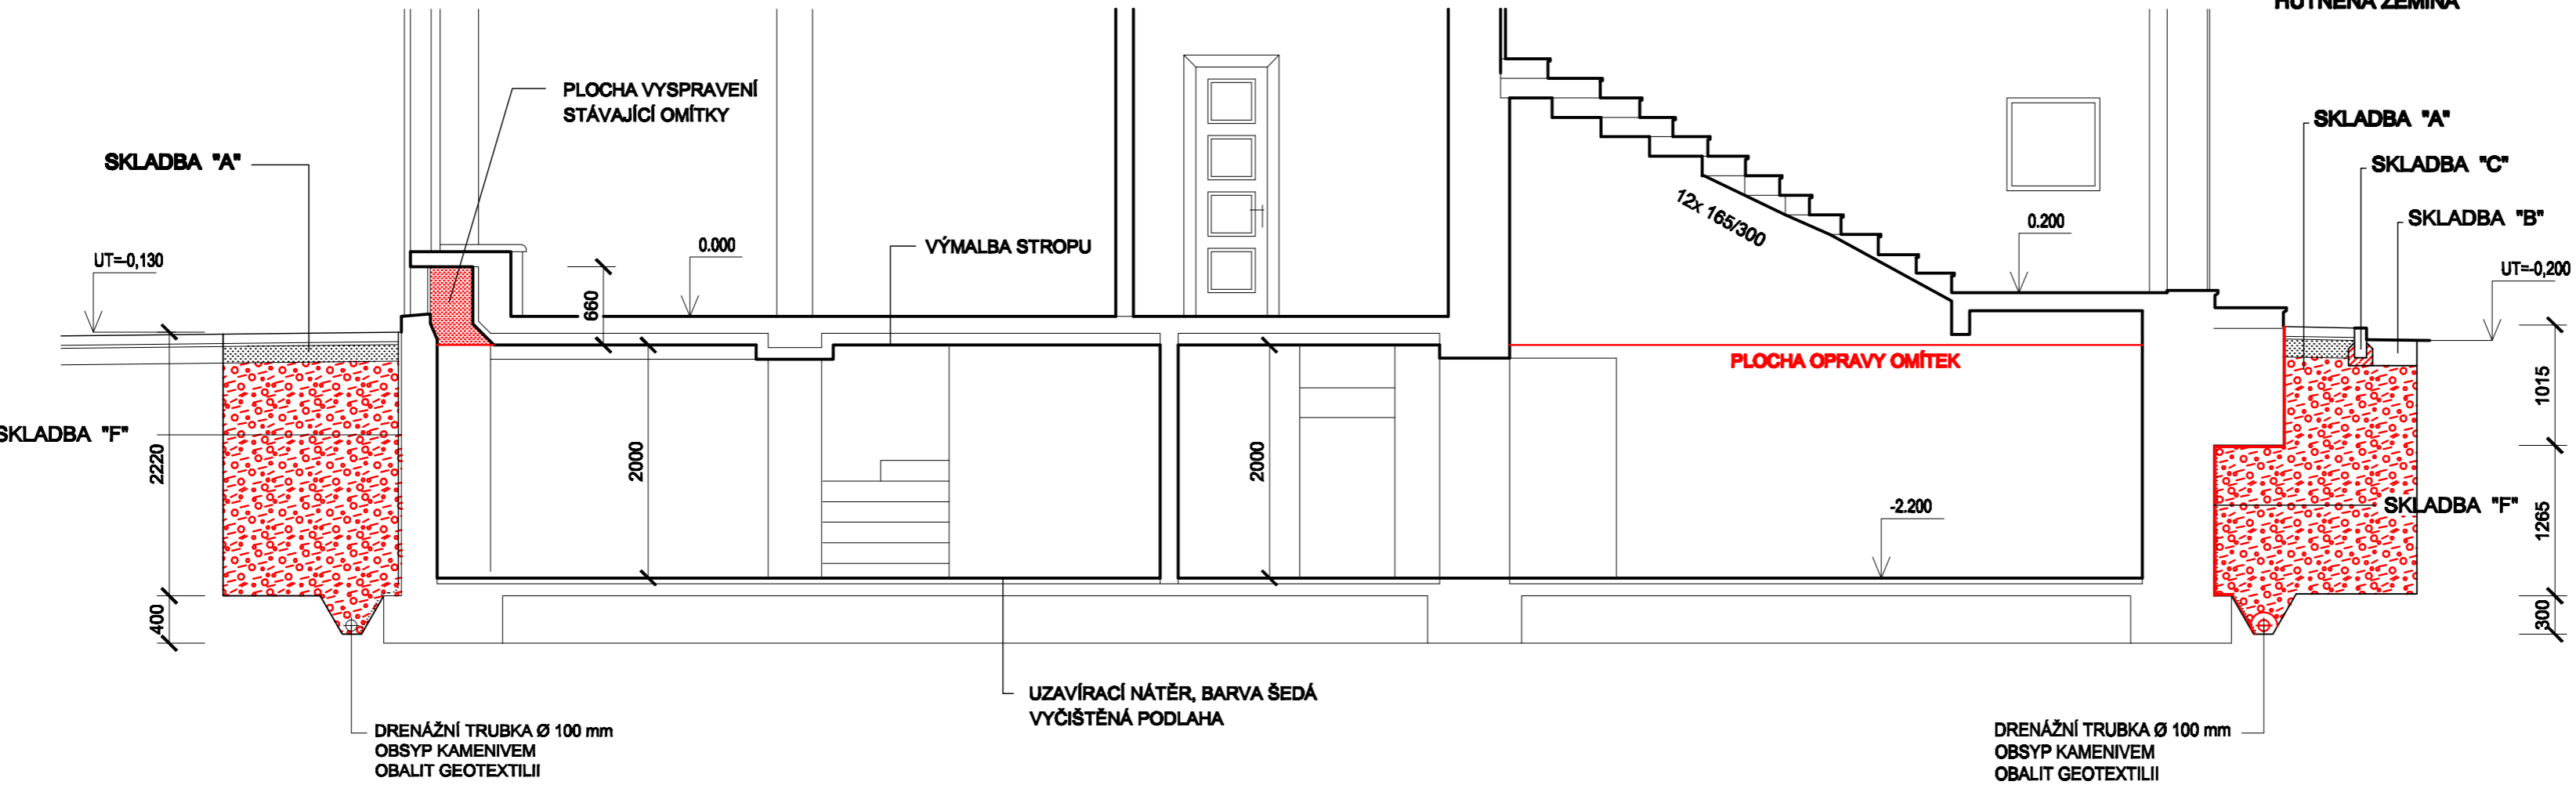 HUTNĚNÁ ZEMINA
PLOCHA VYSPRAVENÍ
STÁVAJÍCÍ OMÍTKY
SKLADBA "A"
SKLADBA "A"
SKLADBA "C"
SKLADBA "B"
12x 165/300
0.200
0.000
VÝMALBA STROPU
UT=-0,130
UT=-0,200
660
PLOCHA OPRAVY OMÍTEK
1015
SKLADBA "F"
2220
2000
2000
-2.200
SKLADBA "F"
1265
400
300
UZAVÍRACÍ NÁTĚR, BARVA ŠEDÁ
VYČIŠTĚNÁ PODLAHA
DRENÁŽNÍ TRUBKA Ø 100 mm
OBSYP KAMENIVEM
OBALIT GEOTEXTILII
DRENÁŽNÍ TRUBKA Ø 100 mm
OBSYP KAMENIVEM
OBALIT GEOTEXTILII